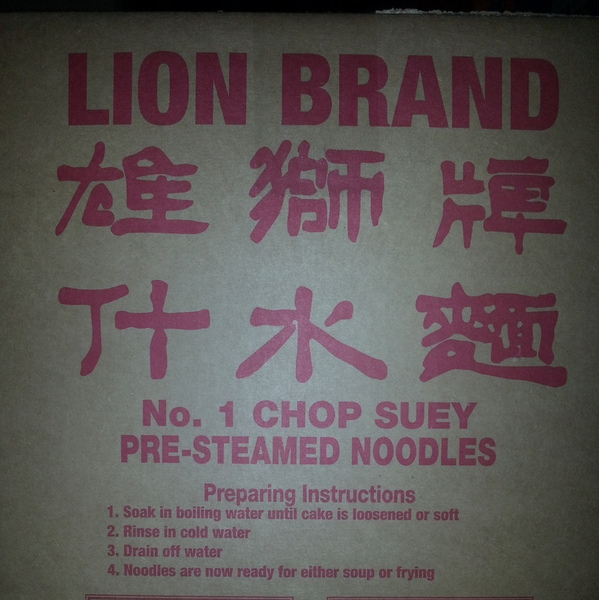 LION BRAND
雄獅牌
什水麵
No. 1 CHOP SUEY
PRE-STEAMED NOODLES
Preparing Instructions
1. Soak in boiling water until cake is loosened or soft
2. Rinse in cold water
3. Drain off water
4. Noodles are now ready for either soup or frying